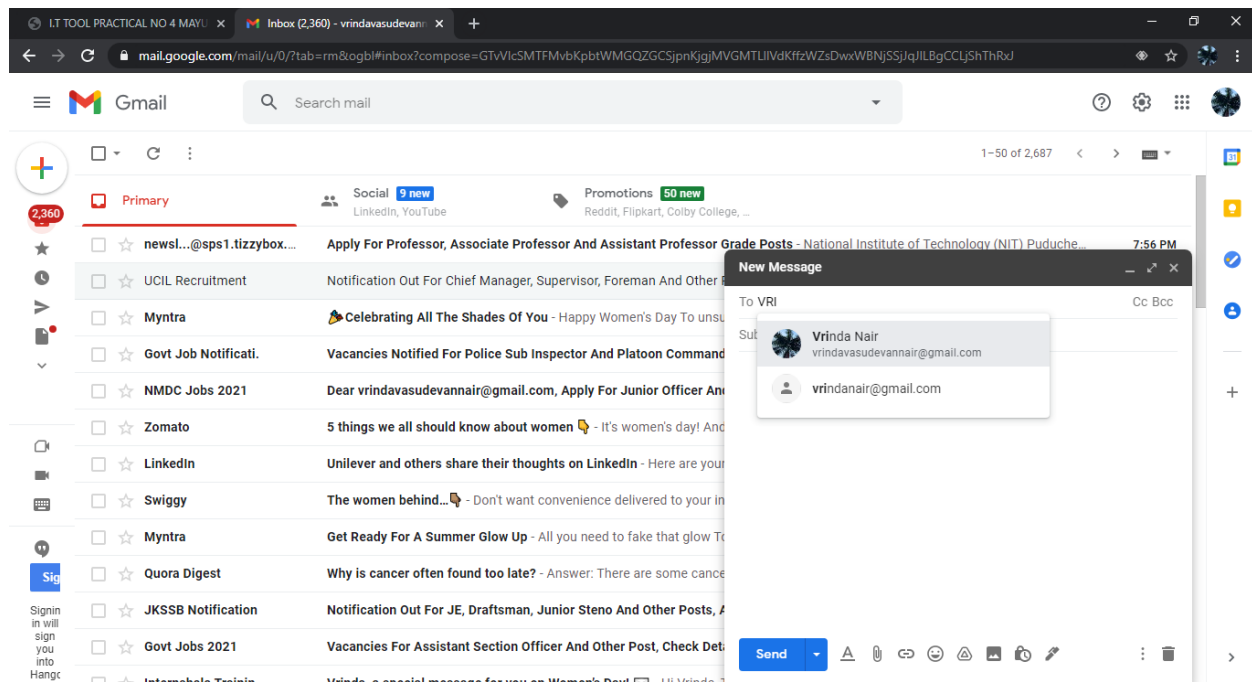 I.T TOOL PRACTICAL NO 4 MAYU
Inbox (2,360) - vrindavasudevann
mail.google.com/mail/u/0/?tab=rm&ogbl#inbox?compose=
Gmail
Search mail
1–50 of 2,687
31
2,360
Primary
Social 9 new
LinkedIn, YouTube
Promotions 50 new
Reddit, Flipkart, Colby College, ...
newsl...@sps1.tizzybox.... Apply For Professor, Associate Professor And Assistant Professor Grade Posts - National Institute of Technology (NIT) Puduche... 7:56 PM
UCIL Recruitment Notification Out For Chief Manager, Supervisor, Foreman And Other
Myntra 🎉Celebrating All The Shades Of You - Happy Women's Day To unsu
Govt Job Notificati. Vacancies Notified For Police Sub Inspector And Platoon Command
NMDC Jobs 2021 Dear vrindavasudevannair@gmail.com, Apply For Junior Officer An
Zomato 5 things we all should know about women 👇 - It's women's day! And
LinkedIn Unilever and others share their thoughts on LinkedIn - Here are your
Swiggy The women behind...👇🏾 - Don't want convenience delivered to your in
Myntra Get Ready For A Summer Glow Up - All you need to fake that glow To
Quora Digest Why is cancer often found too late? - Answer: There are some cance
JKSSB Notification Notification Out For JE, Draftsman, Junior Steno And Other Posts,
Govt Jobs 2021 Vacancies For Assistant Section Officer And Other Post, Check Deta
New Message
To VRI Cc Bcc
Sub
Vrinda Nair
vrindavasudevannair@gmail.com
vrindanair@gmail.com
Send
Sig
Signin
in will
sign
you
into
Hangc